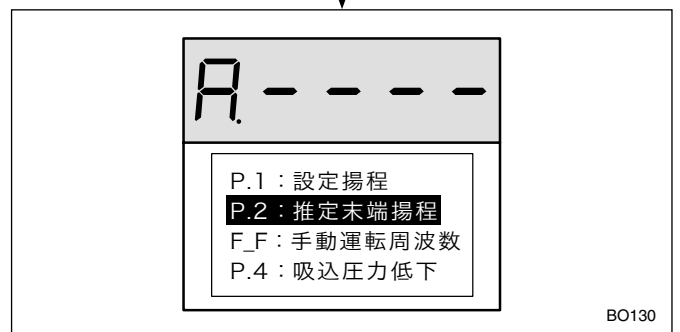 A.----
P.1：設定揚程
P.2：推定末端揚程
F_F：手動運転周波数
P.4：吸込圧力低下
BO130